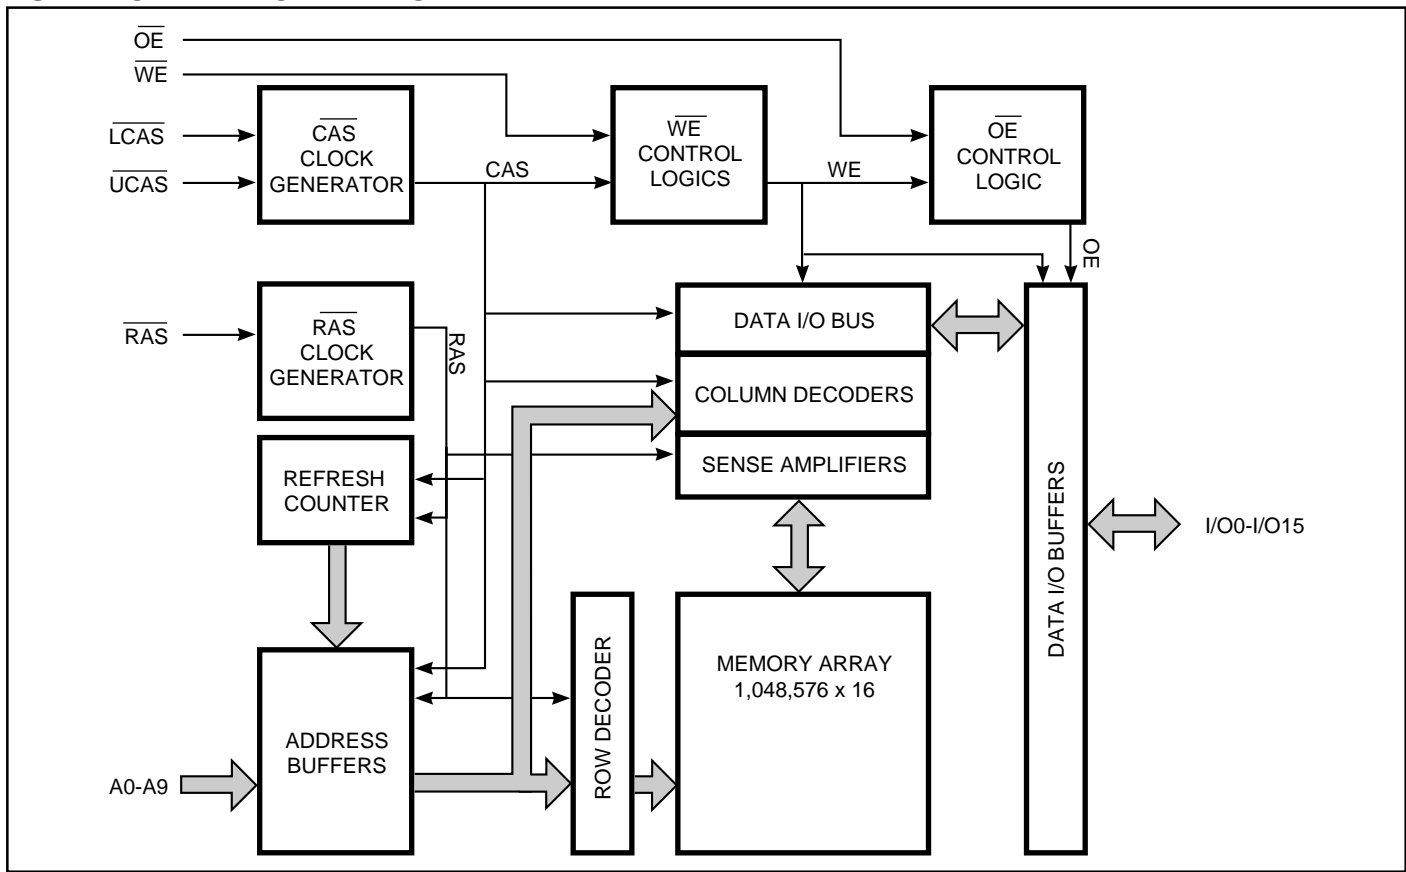 OE
WE
LCAS
UCAS
CAS
CLOCK
GENERATOR
CAS
WE
CONTROL
LOGICS
WE
OE
CONTROL
LOGIC
OE
RAS
RAS
CLOCK
GENERATOR
RAS
DATA I/O BUS
COLUMN DECODERS
SENSE AMPLIFIERS
REFRESH
COUNTER
DATA I/O BUFFERS
I/O0-I/O15
ADDRESS
BUFFERS
A0-A9
ROW DECODER
MEMORY ARRAY
1,048,576 x 16